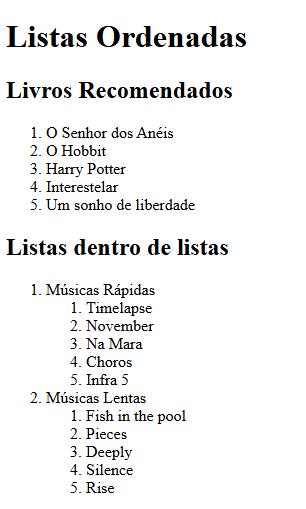 Listas Ordenadas
Livros Recomendados
1. O Senhor dos Anéis
2. O Hobbit
3. Harry Potter
4. Interestelar
5. Um sonho de liberdade
Listas dentro de listas
1. Músicas Rápidas
1. Timelapse
2. November
3. Na Mara
4. Choros
5. Infra 5
2. Músicas Lentas
1. Fish in the pool
2. Pieces
3. Deeply
4. Silence
5. Rise